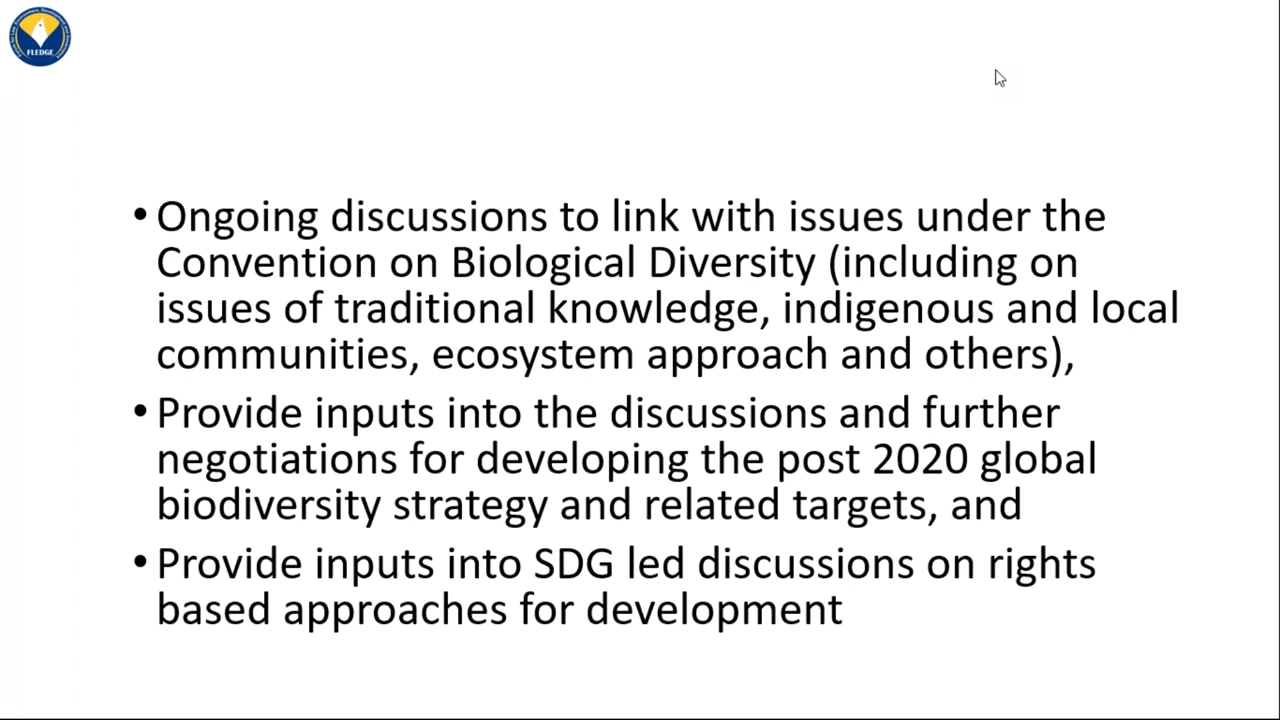 FLEDGE
• Ongoing discussions to link with issues under the
Convention on Biological Diversity (including on
issues of traditional knowledge, indigenous and local
communities, ecosystem approach and others),
• Provide inputs into the discussions and further
negotiations for developing the post 2020 global
biodiversity strategy and related targets, and
• Provide inputs into SDG led discussions on rights
based approaches for development